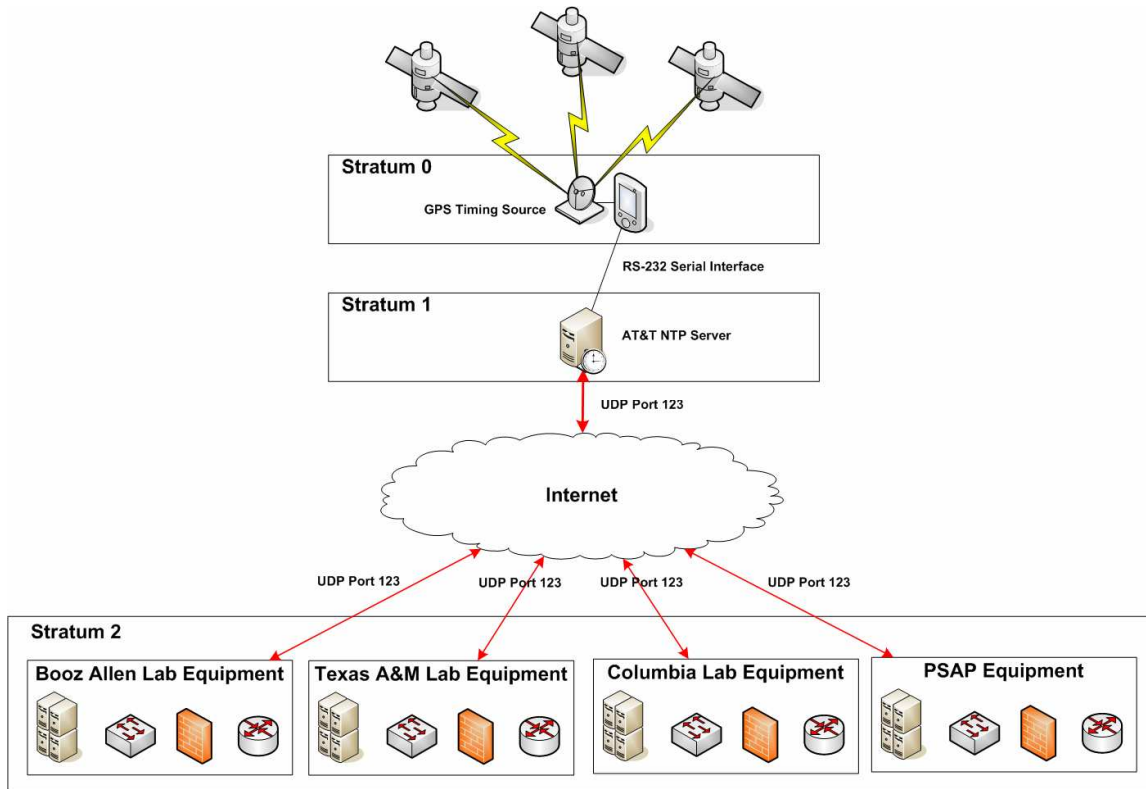 Stratum 0
GPS Timing Source
RS-232 Serial Interface
Stratum 1
AT&T NTP Server
UDP Port 123
Internet
UDP Port 123
UDP Port 123
UDP Port 123
UDP Port 123
Stratum 2
Booz Allen Lab Equipment
Texas A&M Lab Equipment
Columbia Lab Equipment
PSAP Equipment